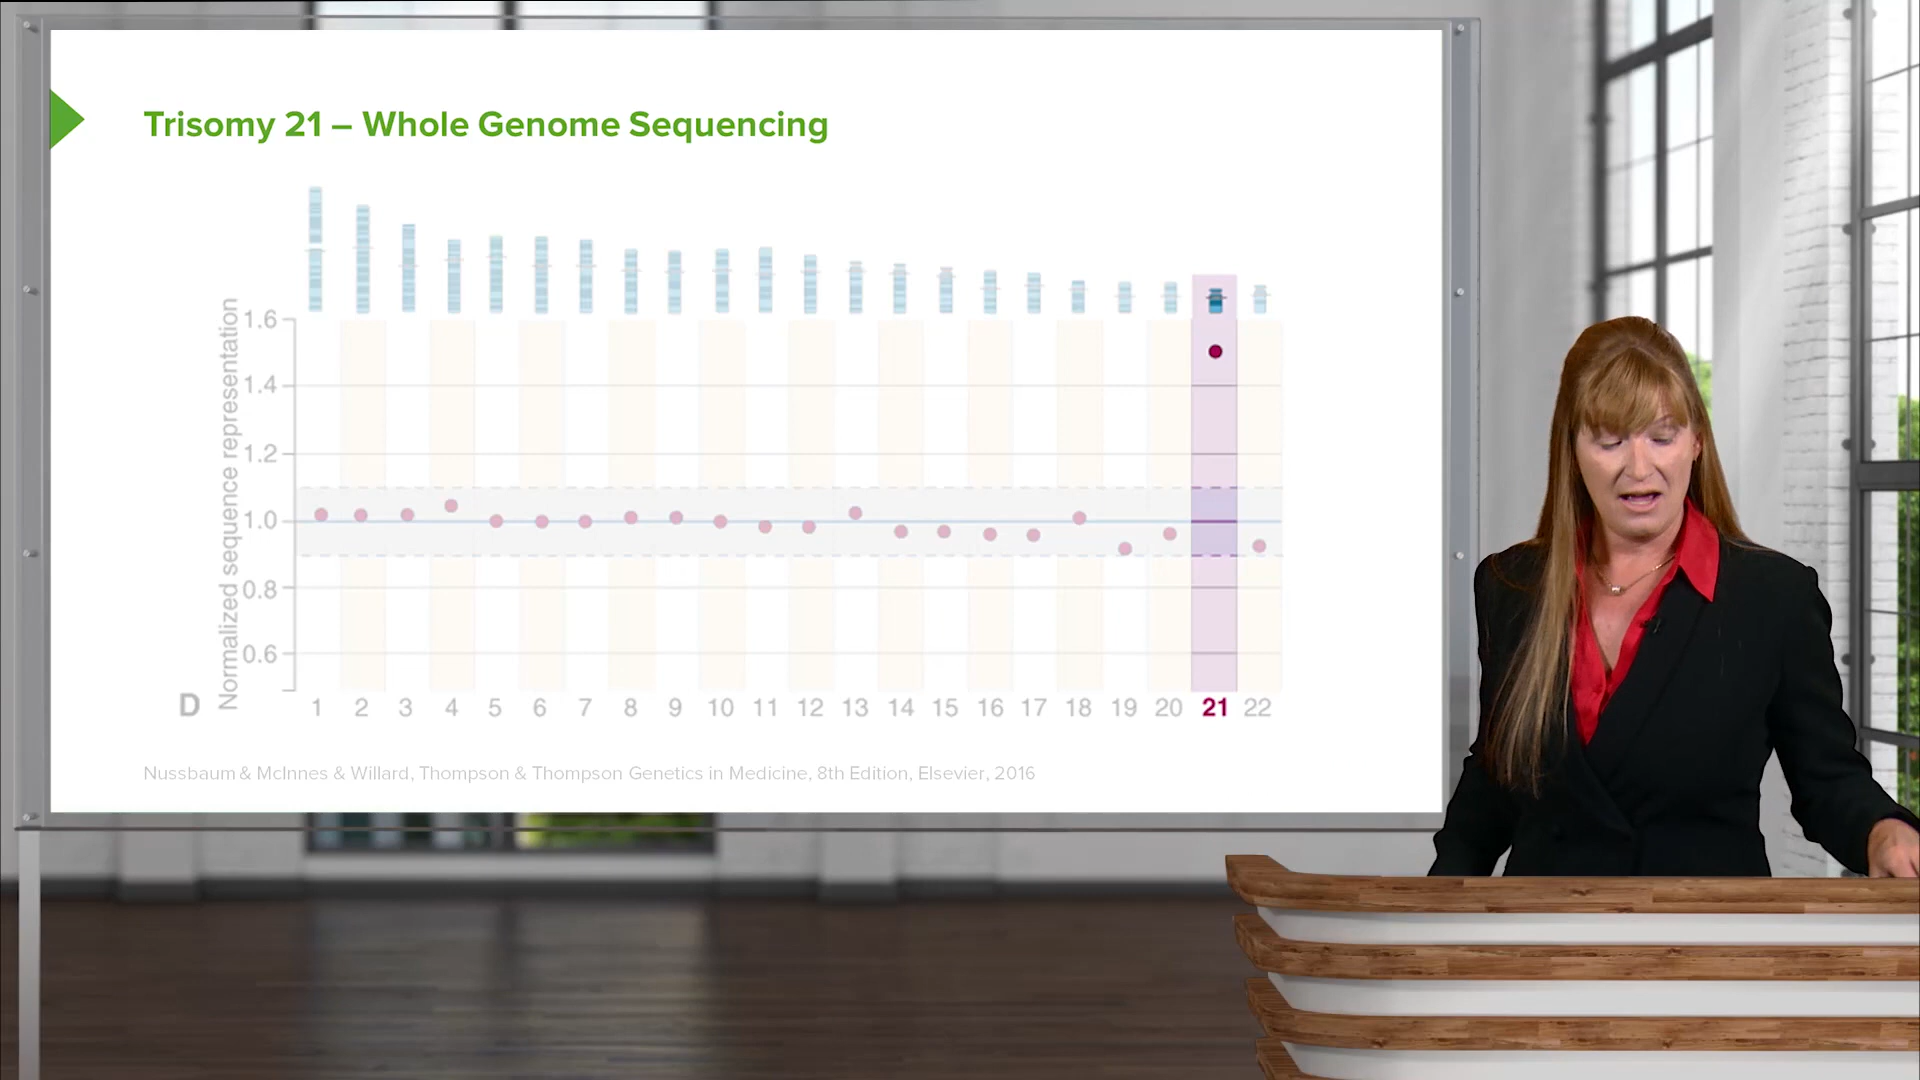 Trisomy 21 – Whole Genome Sequencing
Normalized sequence representation
1.6
1.4
1.2
1.0
0.8
0.6
D
1 2 3 4 5 6 7 8 9 10 11 12 13 14 15 16 17 18 19 20 21 22
Nussbaum & McInnes & Willard, Thompson & Thompson Genetics in Medicine, 8th Edition, Elsevier, 2016